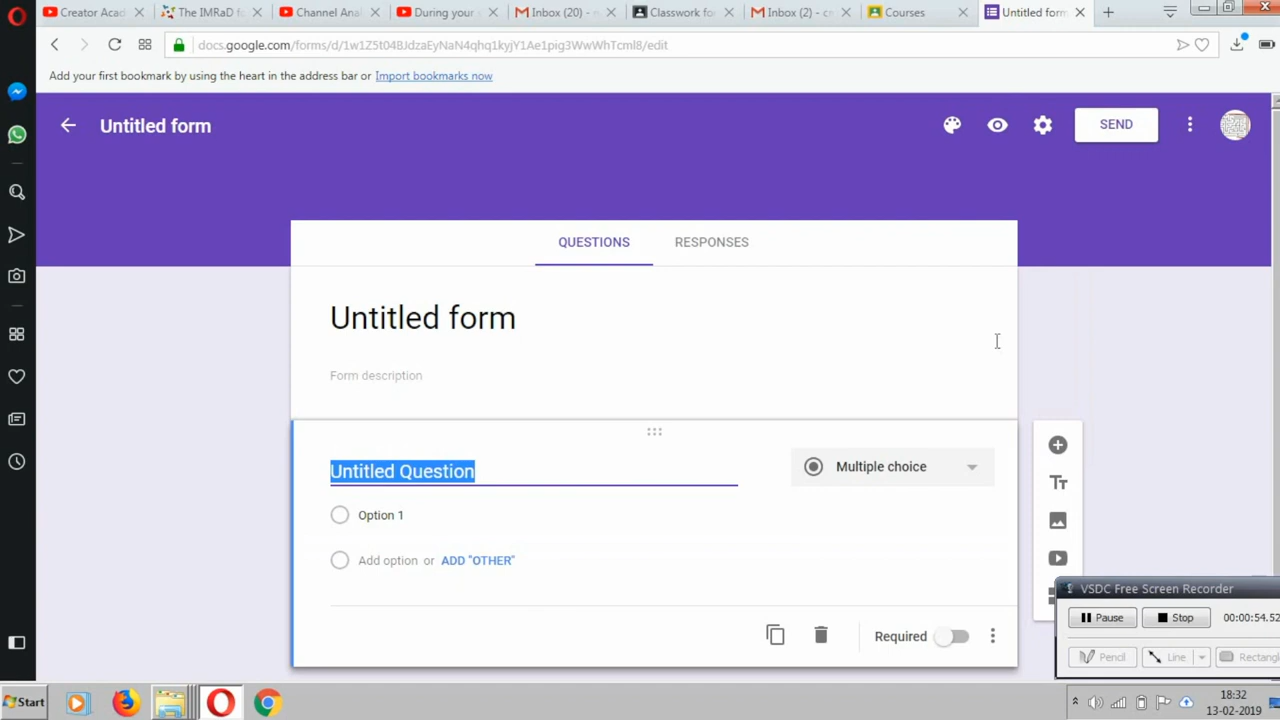 Creator Acad
The IMRaD fo
Channel Anal
During your
Inbox (20) - n
Classwork fo
Inbox (2) - cn
Courses
Untitled form
docs.google.com/forms/d/1w1Z5t04BJdzaEyNaN4qhq1kyjY1Ae1pig3WwWhTcml8/edit
Add your first bookmark by using the heart in the address bar or Import bookmarks now
Untitled form
SEND
QUESTIONS
RESPONSES
Untitled form
Form description
Untitled Question
Multiple choice
Option 1
Add option or ADD "OTHER"
Required
VSDC Free Screen Recorder
Pause
Stop
00:00:54.52
Pencil
Line
Rectangl
Start
18:32
13-02-2019